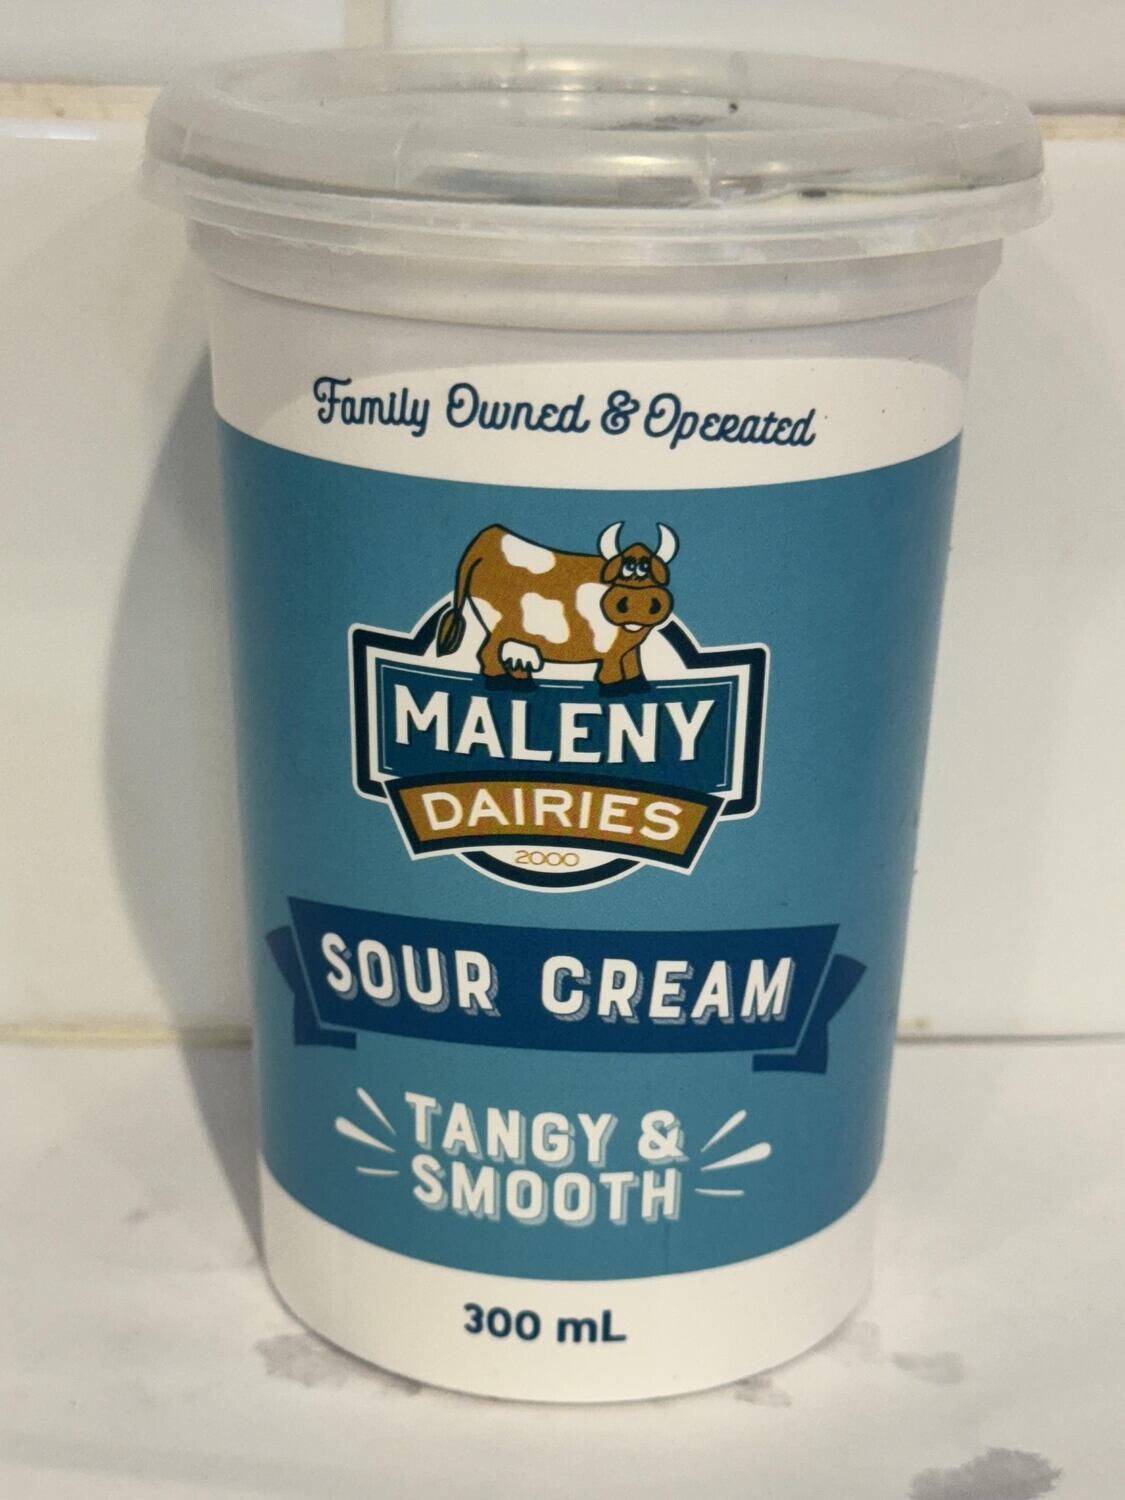 Family Owned & Operated
MALENY
DAIRIES
2000
SOUR CREAM
TANGY &
SMOOTH
300 mL